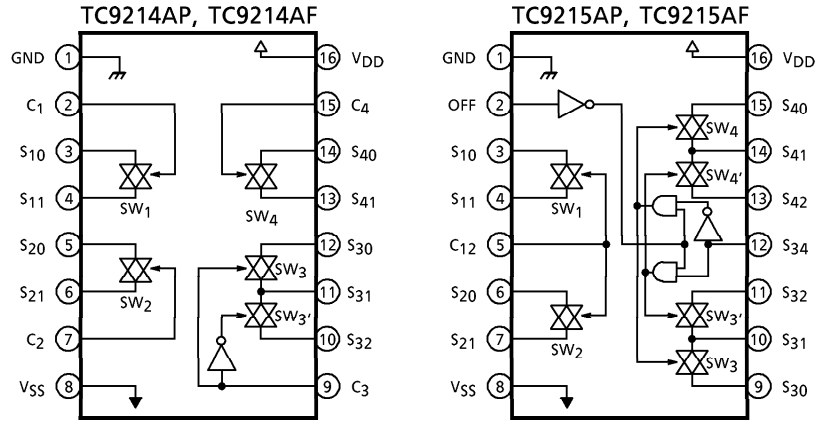 TC9214AP, TC9214AF
GND 1
C1 2
S10 3
S11 4
S20 5
S21 6
C2 7
VSS 8
16 VDD
15 C4
14 S40
13 S41
12 S30
11 S31
10 S32
9 C3
SW1
SW2
SW4
SW3
SW3'
TC9215AP, TC9215AF
GND 1
OFF 2
S10 3
S11 4
C12 5
S20 6
S21 7
VSS 8
16 VDD
15 S40
14 S41
13 S42
12 S34
11 S32
10 S31
9 S30
SW1
SW2
SW4
SW4'
SW3'
SW3